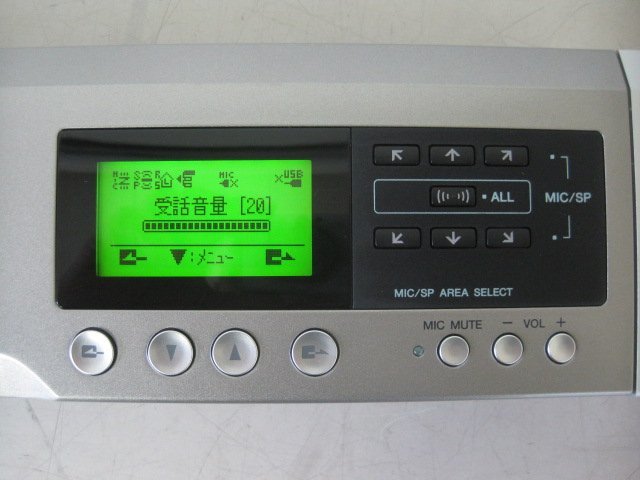 MIC
USB
受話音量 [20]
:メニュー
ALL
MIC/SP
MIC/SP AREA SELECT
MIC MUTE − VOL +